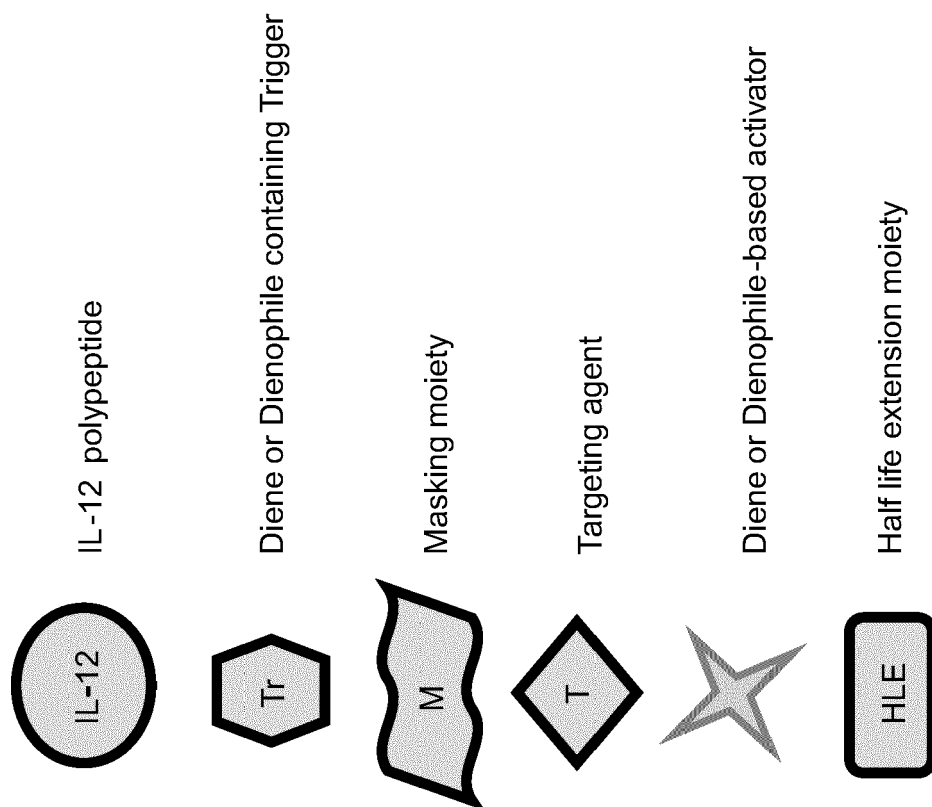 IL-12
IL-12 polypeptide
Tr
Diene or Dienophile containing Trigger
M
Masking moiety
T
Targeting agent
Diene or Dienophile-based activator
HLE
Half life extension moiety